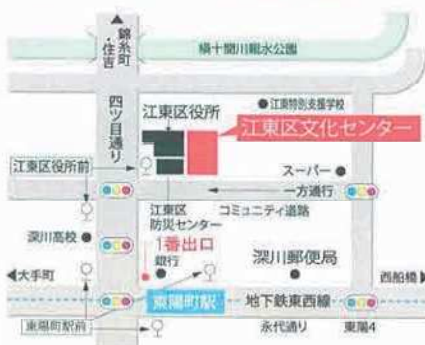 錦糸町
・住吉
横十間川親水公園
四ツ目通り
江東区役所
江東特別支援学校
江東区文化センター
スーパー
江東区役所前
一方通行
江東区
防災センター
コミュニティ道路
1番出口
深川高校
銀行
深川郵便局
大手町
西船橋
東陽町駅
地下鉄東西線
東陽町駅前
永代通り
東陽4